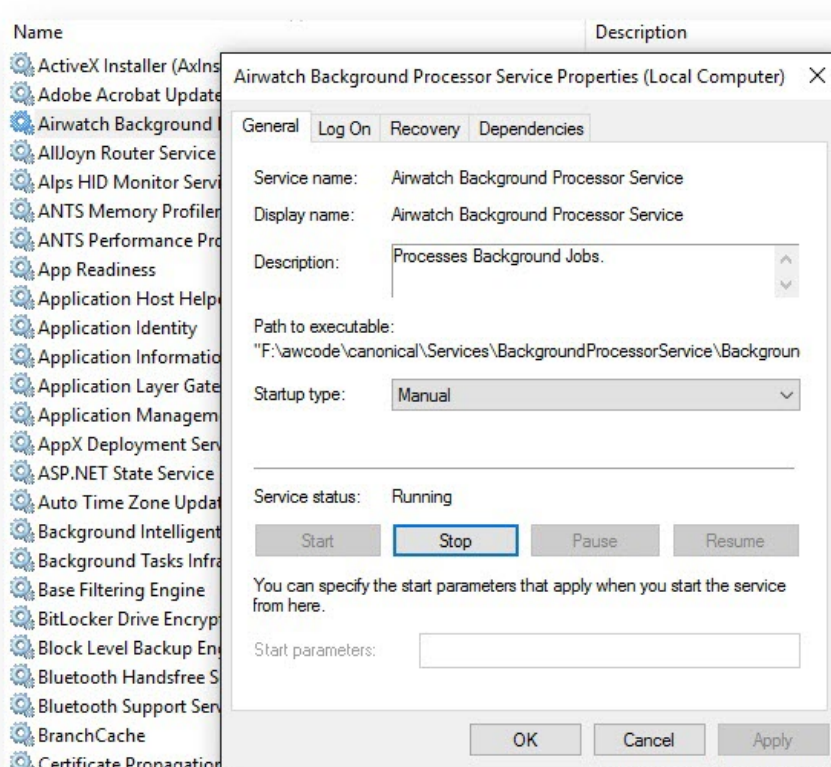 Name
Description
ActiveX Installer (AxIns
Adobe Acrobat Update
Airwatch Background
AllJoyn Router Service
Alps HID Monitor Servi
ANTS Memory Profiler
ANTS Performance Pro
App Readiness
Application Host Helpe
Application Identity
Application Informatio
Application Layer Gate
Application Managem
AppX Deployment Serv
ASP.NET State Service
Auto Time Zone Updat
Background Intelligent
Background Tasks Infra
Base Filtering Engine
BitLocker Drive Encryp
Block Level Backup Eng
Bluetooth Handsfree S
Bluetooth Support Serv
BranchCache
Certificate Propagation
Airwatch Background Processor Service Properties (Local Computer)
General Log On Recovery Dependencies
Service name: Airwatch Background Processor Service
Display name: Airwatch Background Processor Service
Description: Processes Background Jobs.
Path to executable:
"F:\awcode\canonical\Services\BackgroundProcessorService\Backgroun
Startup type: Manual
Service status: Running
Start Stop Pause Resume
You can specify the start parameters that apply when you start the service
from here.
Start parameters:
OK Cancel Apply